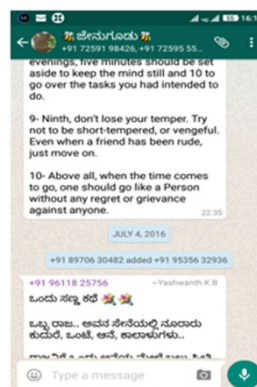 16:1
ಜೇನುಗೂಡು
+91 72591 98426, +91 72595 55...
evenings, five minutes should be set
aside to keep the mind still and 10 to
go over the tasks you had intended to
do.
9- Ninth, don't lose your temper. Try
not to be short-tempered, or vengeful.
Even when a friend has been rude,
just move on.
10- Above all, when the time comes
to go, one should go like a Person
without any regret or grievance
against anyone.
22:35
JULY 4, 2016
+91 89706 30482 added +91 95356 32936
+91 96118 25756 ~Yashwanth K B
ಒಂದು ಸಣ್ಣ ಕಥೆ
ಒಬ್ಬ ರಾಜ.. ಅವನ ಸೇನೆಯಲ್ಲಿ ನೂರಾರು
ಕುದುರೆ, ಒಂಟೆ, ಆನೆ, ಕಾಲಾಳುಗಳು..
Type a message